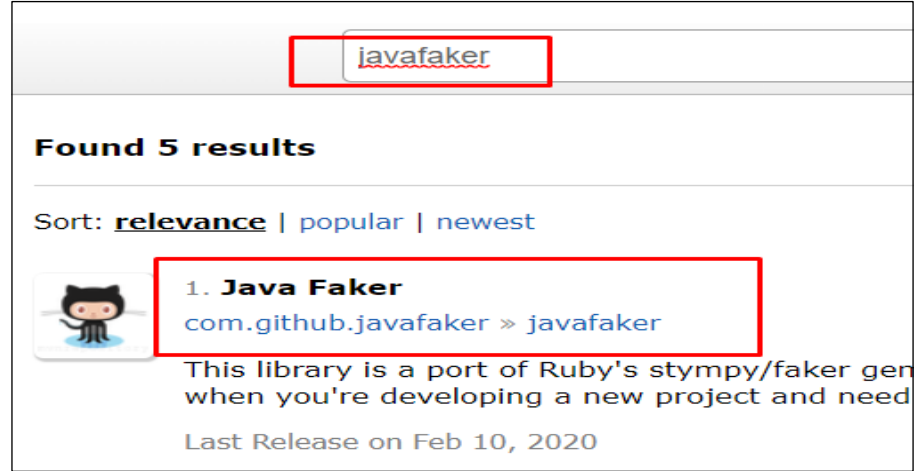 javafaker
Found 5 results
Sort: relevance | popular | newest
1. Java Faker
com.github.javafaker » javafaker
This library is a port of Ruby's stympy/faker gem
when you're developing a new project and need
Last Release on Feb 10, 2020